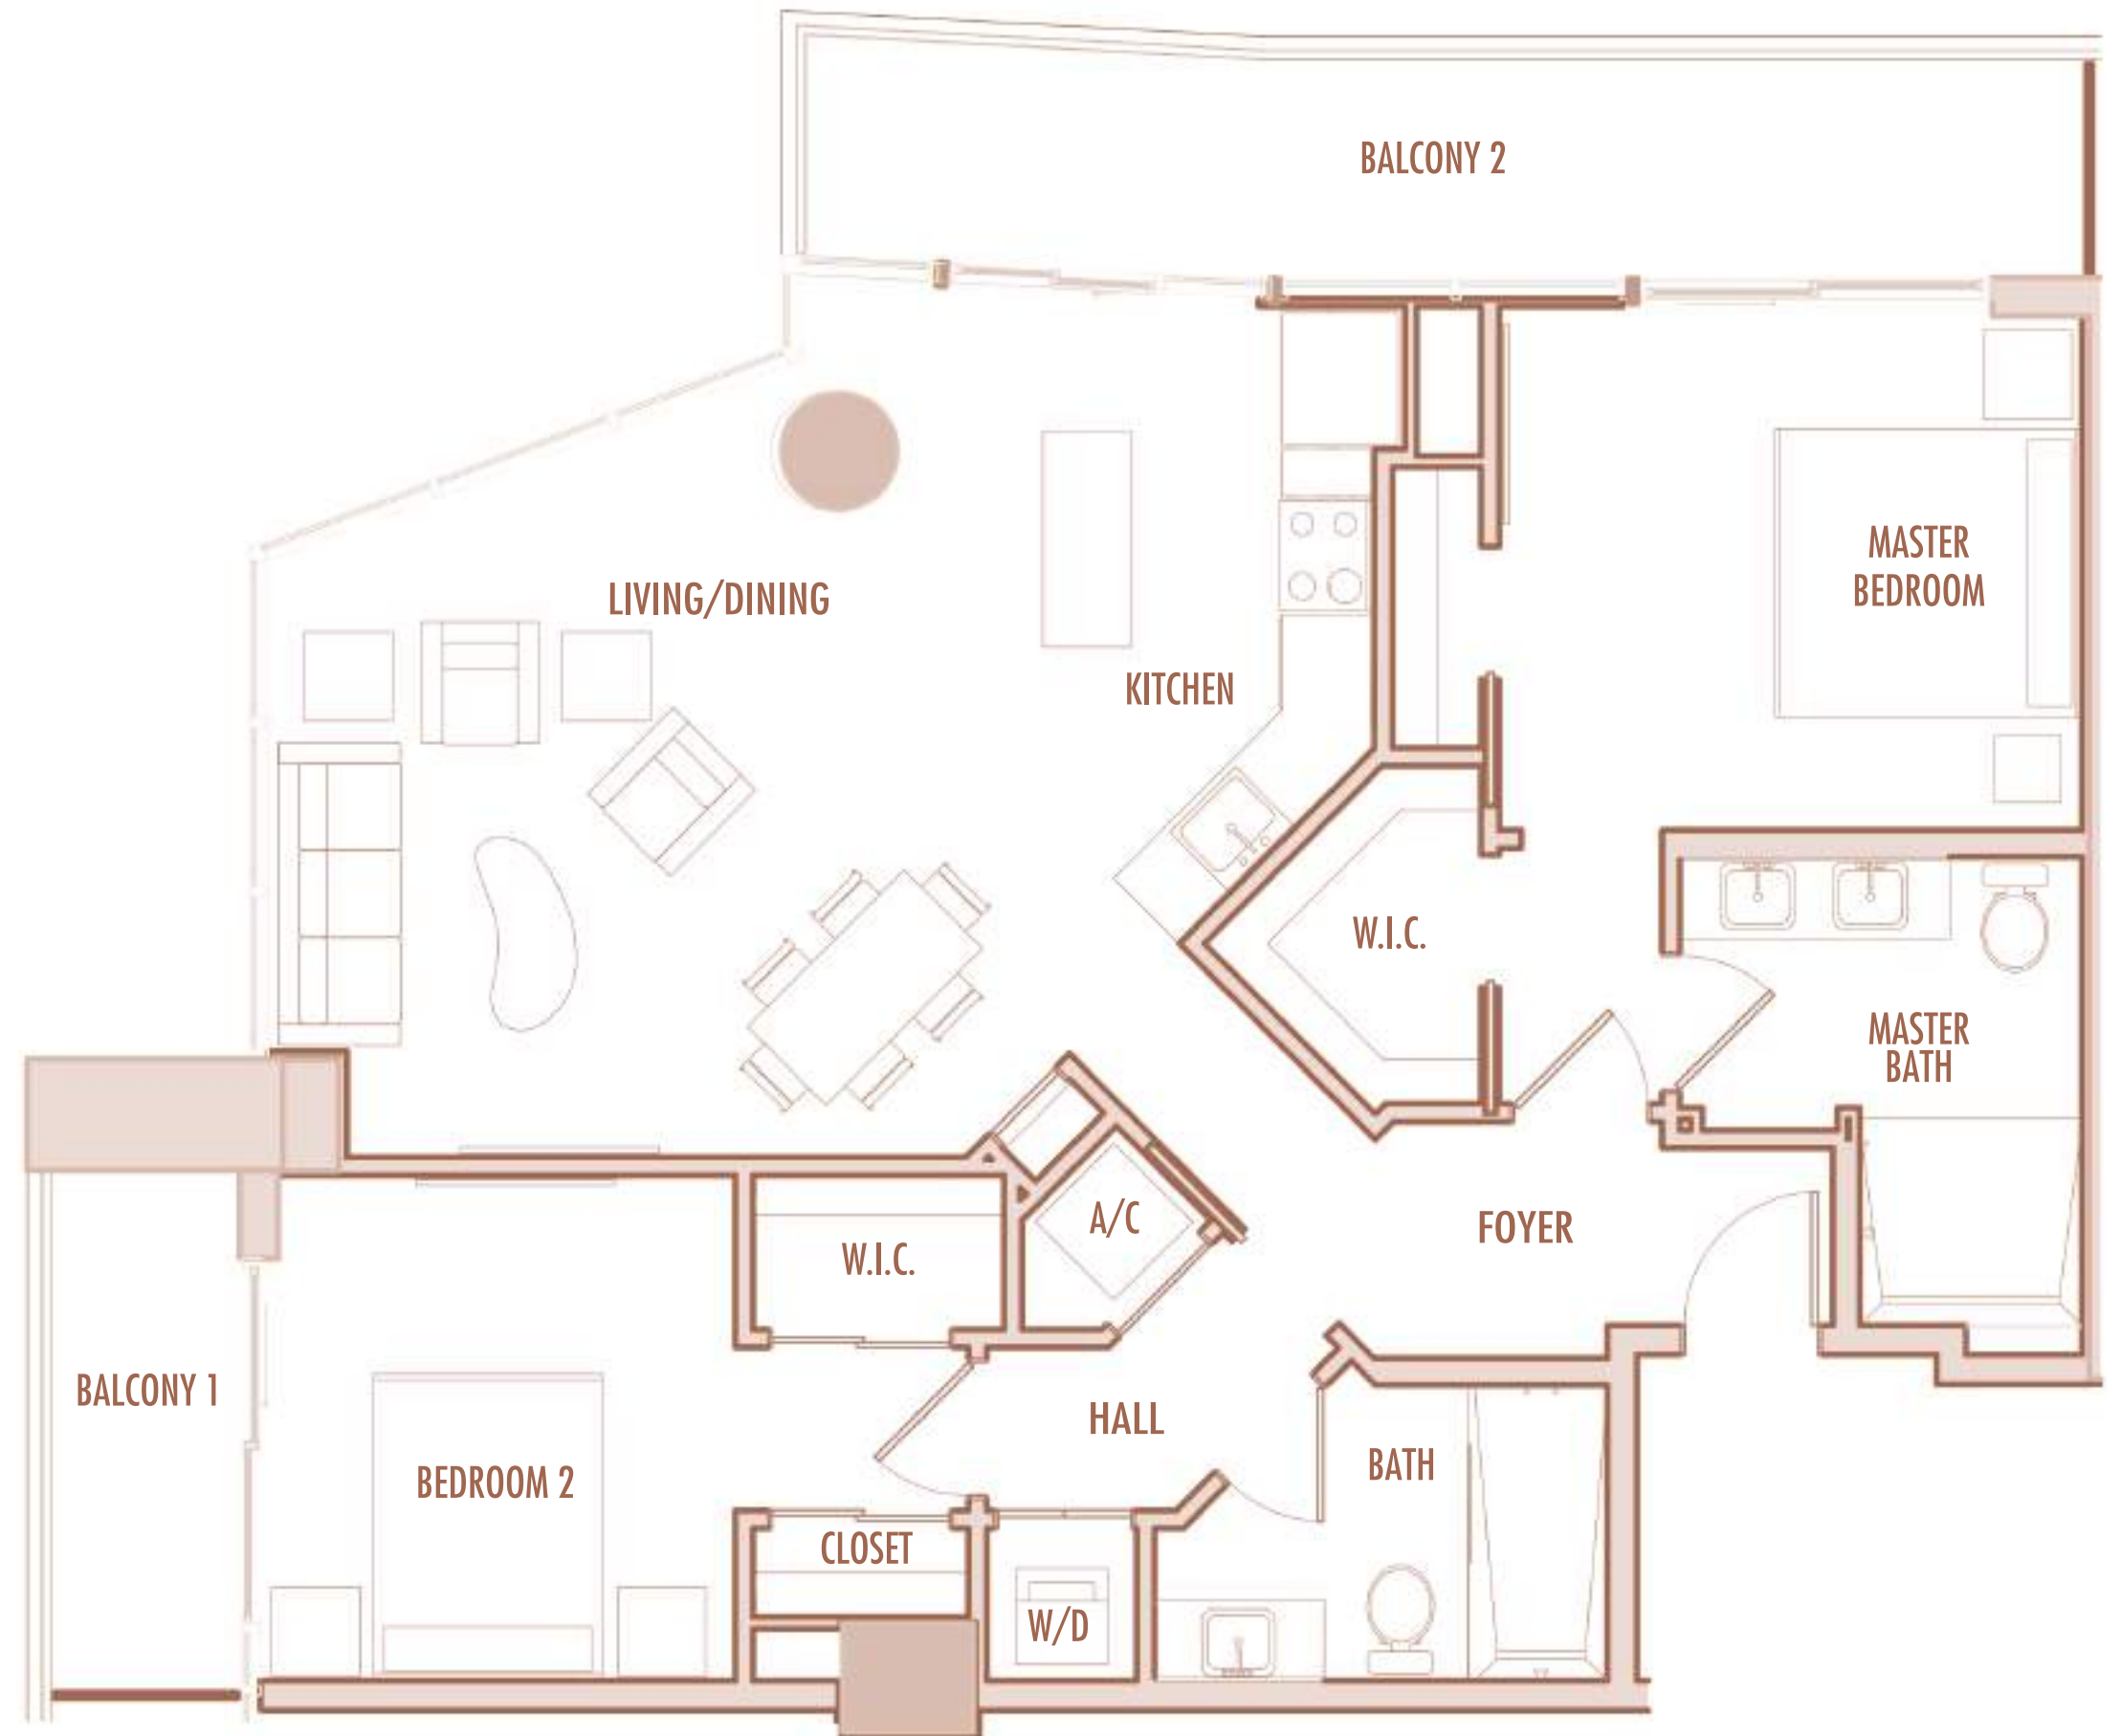 BALCONY 2
MASTER
BEDROOM
LIVING/DINING
KITCHEN
W.I.C.
MASTER
BATH
A/C
FOYER
W.I.C.
BALCONY 1
HALL
BATH
BEDROOM 2
CLOSET
W/D